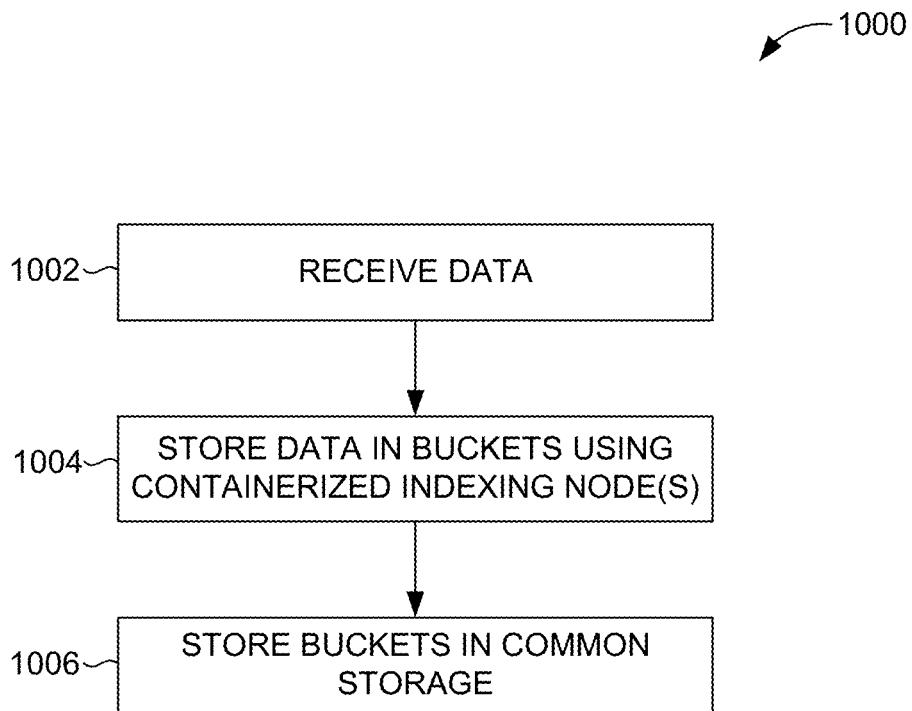 1000
1002
RECEIVE DATA
1004
STORE DATA IN BUCKETS USING
CONTAINERIZED INDEXING NODE(S)
1006
STORE BUCKETS IN COMMON
STORAGE